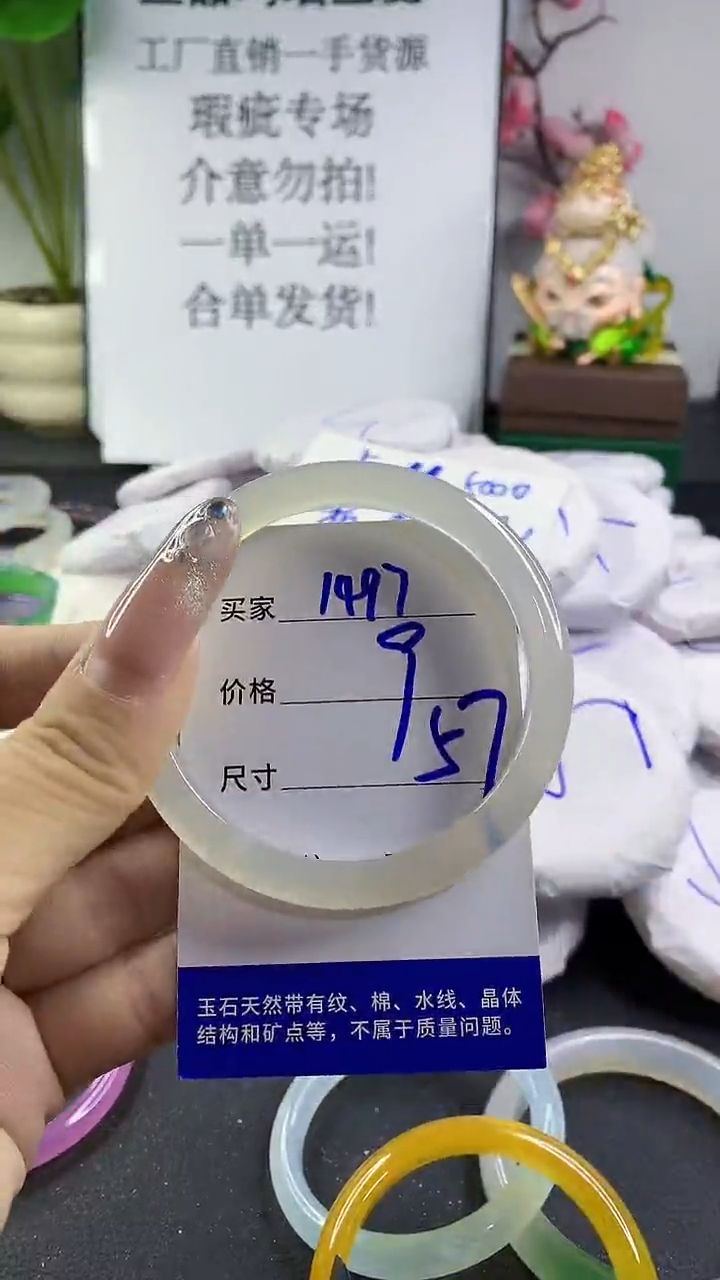 工厂直销一手货源
瑕疵专场
介意勿拍!
一单一运!
合单发货!
买家 1497
价格 9
尺寸 57
玉石天然带有纹、棉、水线、晶体
结构和矿点等，不属于质量问题。